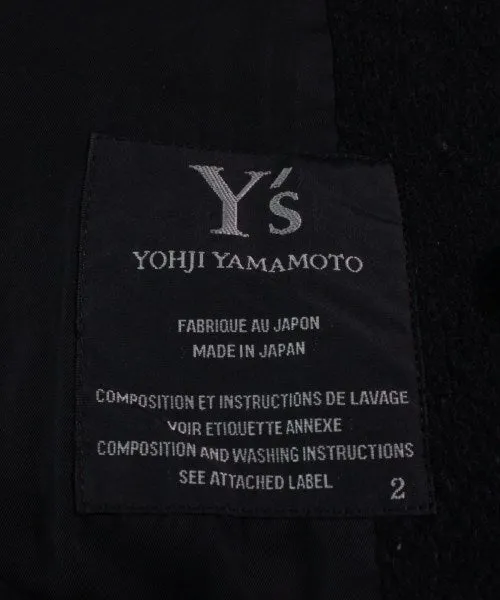 Y's
YOHJI YAMAMOTO
FABRIQUE AU JAPON
MADE IN JAPAN
COMPOSITION ET INSTRUCTIONS DE LAVAGE
VOIR ETIQUETTE ANNEXE
COMPOSITION AND WASHING INSTRUCTIONS
SEE ATTACHED LABEL
2